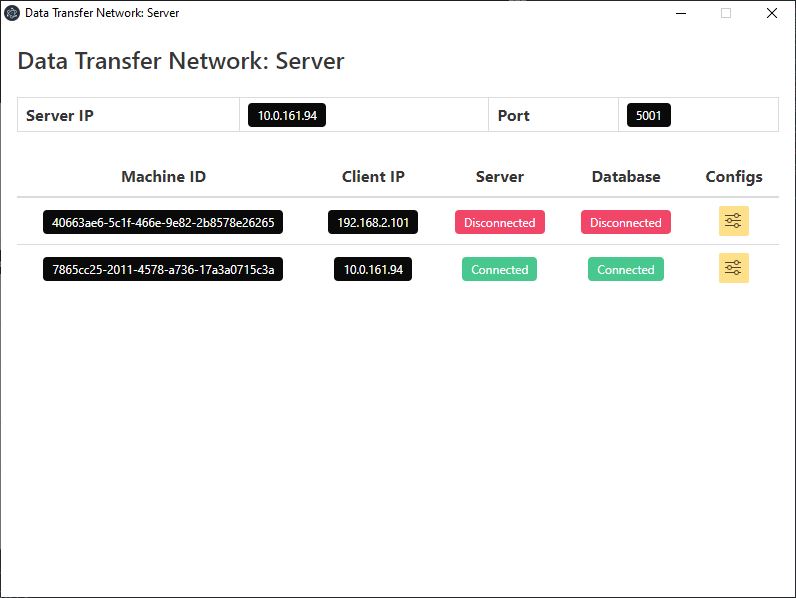 Data Transfer Network: Server
Data Transfer Network: Server
Server IP 10.0.161.94 Port 5001
Machine ID Client IP Server Database Configs
40663ae6-5c1f-466e-9e82-2b8578e26265 192.168.2.101 Disconnected Disconnected
7865cc25-2011-4578-a736-17a3a0715c3a 10.0.161.94 Connected Connected